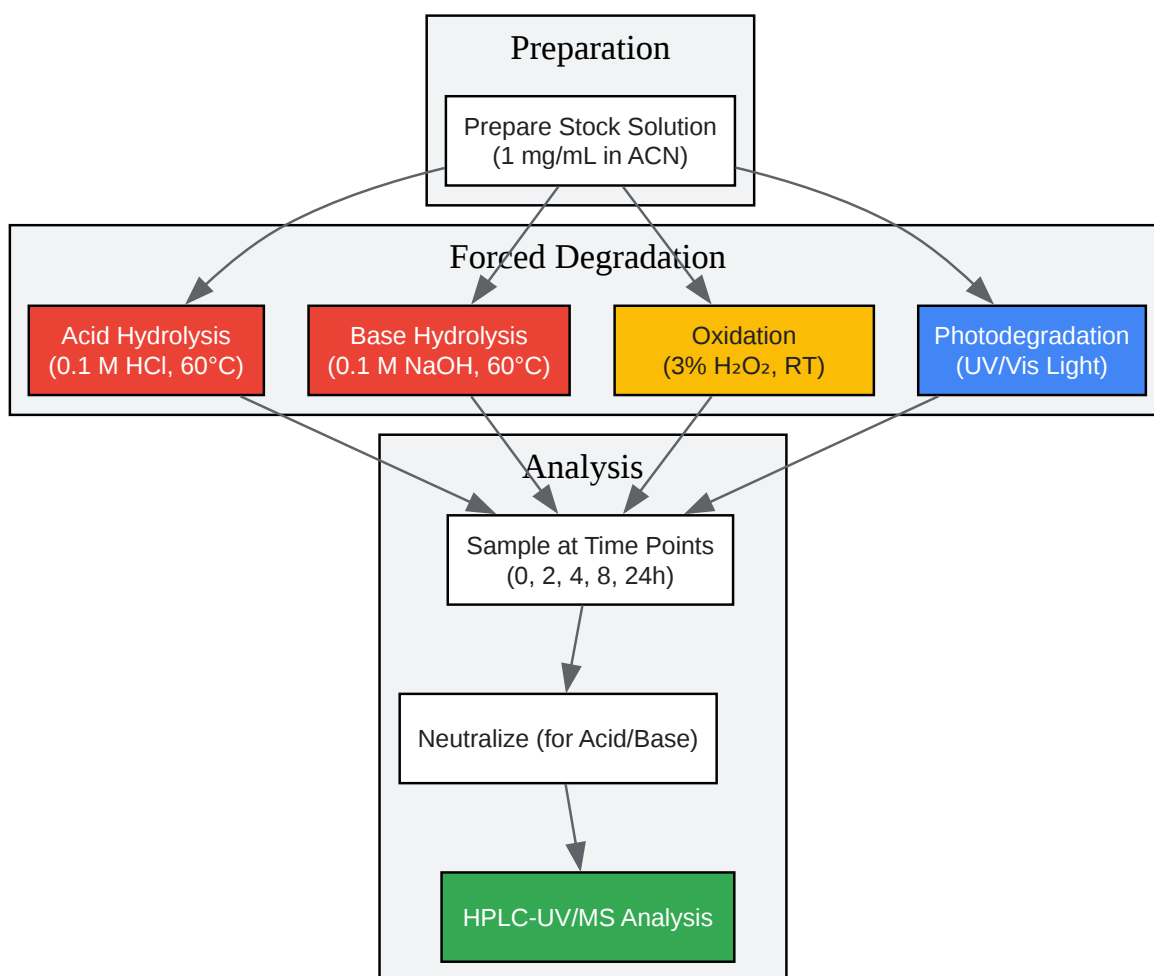 Preparation
Prepare Stock Solution
(1 mg/mL in ACN)
Forced Degradation
Acid Hydrolysis
(0.1 M HCl, 60°C)
Base Hydrolysis
(0.1 M NaOH, 60°C)
Oxidation
(3% H₂O₂, RT)
Photodegradation
(UV/Vis Light)
Analysis
Sample at Time Points
(0, 2, 4, 8, 24h)
Neutralize (for Acid/Base)
HPLC-UV/MS Analysis